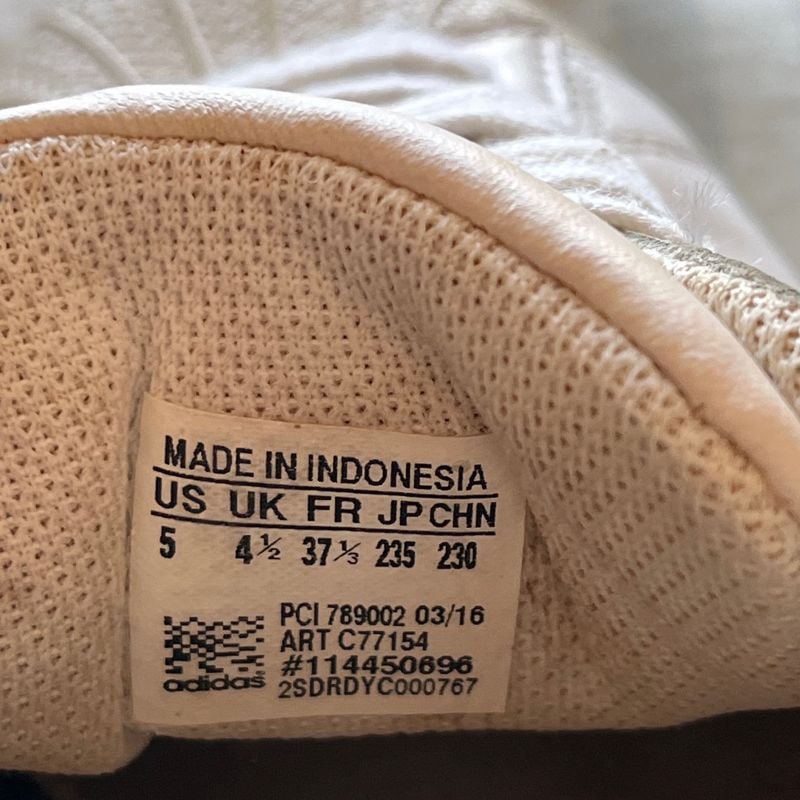 MADE IN INDONESIA
US UK FR JP CHN
5 4½ 37⅓ 235 230
PCI 789002 03/16
ART C77154
#114450696
adidas 2SDRDYC000767